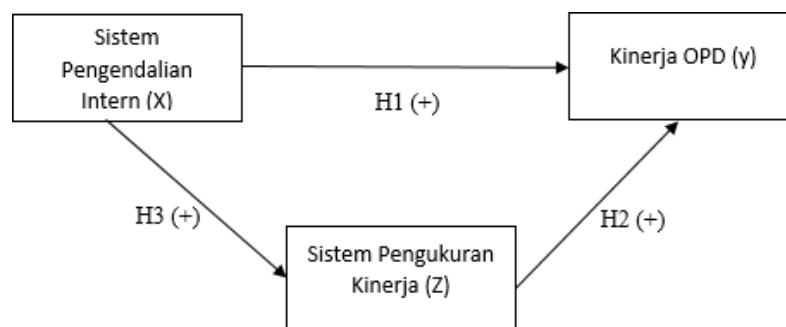 Sistem
Pengendalian
Intern (X)
Kinerja OPD (y)
H1 (+)
H3 (+)
H2 (+)
Sistem Pengukuran
Kinerja (Z)